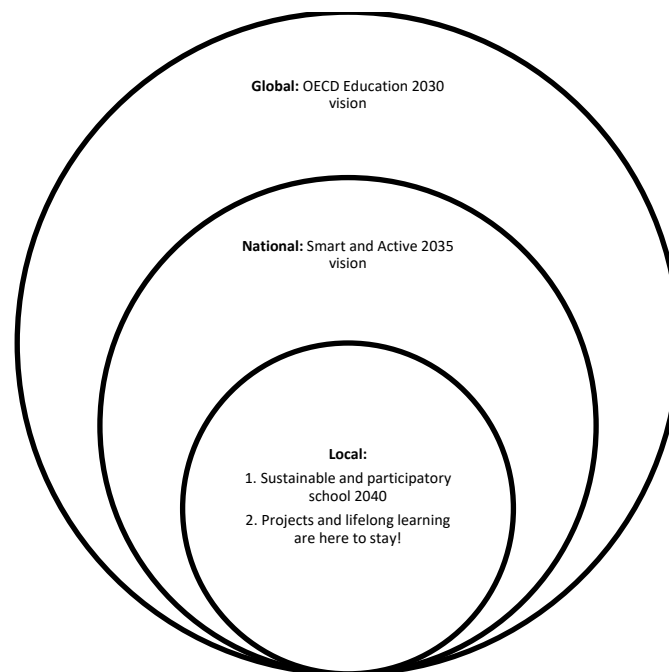 Global: OECD Education 2030
vision
National: Smart and Active 2035
vision
Local:
1. Sustainable and participatory
school 2040
2. Projects and lifelong learning
are here to stay!